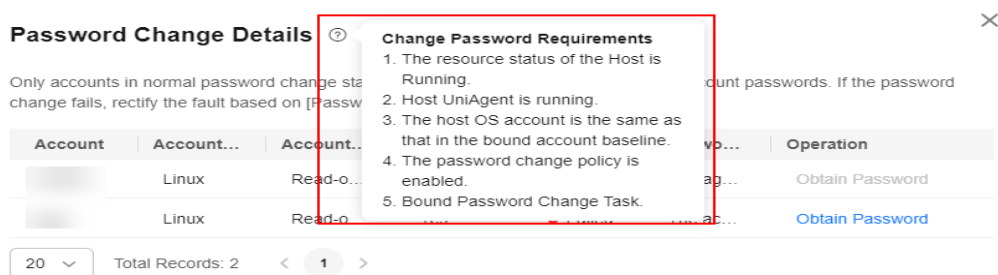 Password Change Details
Change Password Requirements
1. The resource status of the Host is
Running.
2. Host UniAgent is running.
3. The host OS account is the same as
that in the bound account baseline.
4. The password change policy is
enabled.
5. Bound Password Change Task.
Only accounts in normal password change sta
ount passwords. If the password
change fails, rectify the fault based on [Passw
Account Account... Account... Operation
Linux Read-o... Obtain Password
Linux Read-o Obtain Password
20 Total Records: 2 < 1 >